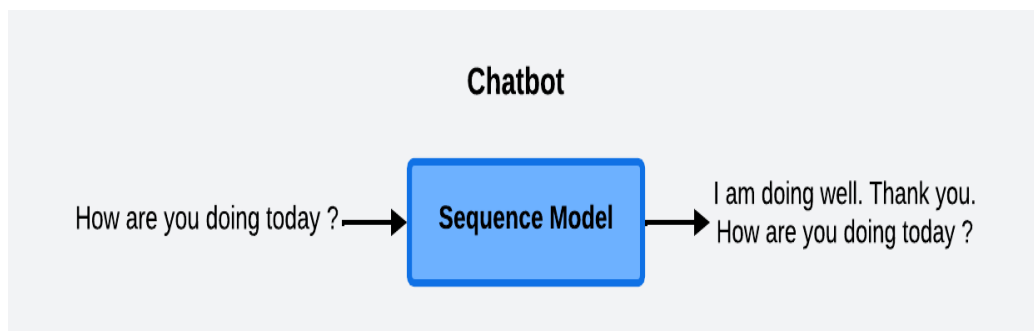 Chatbot
How are you doing today ?
Sequence Model
I am doing well. Thank you.
How are you doing today ?